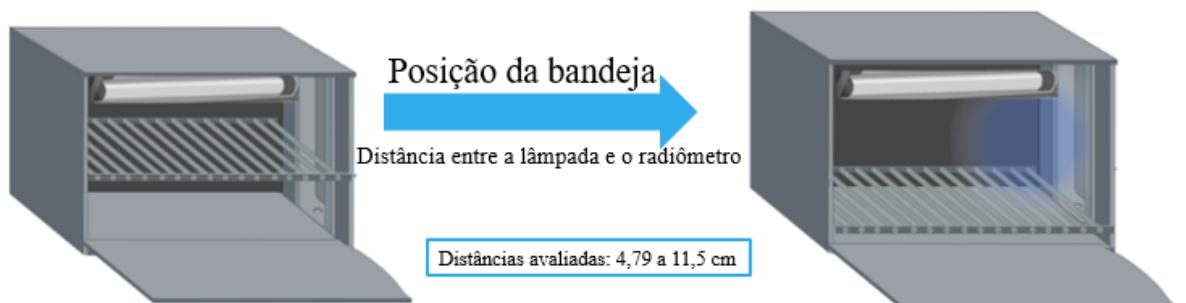 Posição da bandeja
Distância entre a lâmpada e o radiômetro
Distâncias avaliadas: 4,79 a 11,5 cm